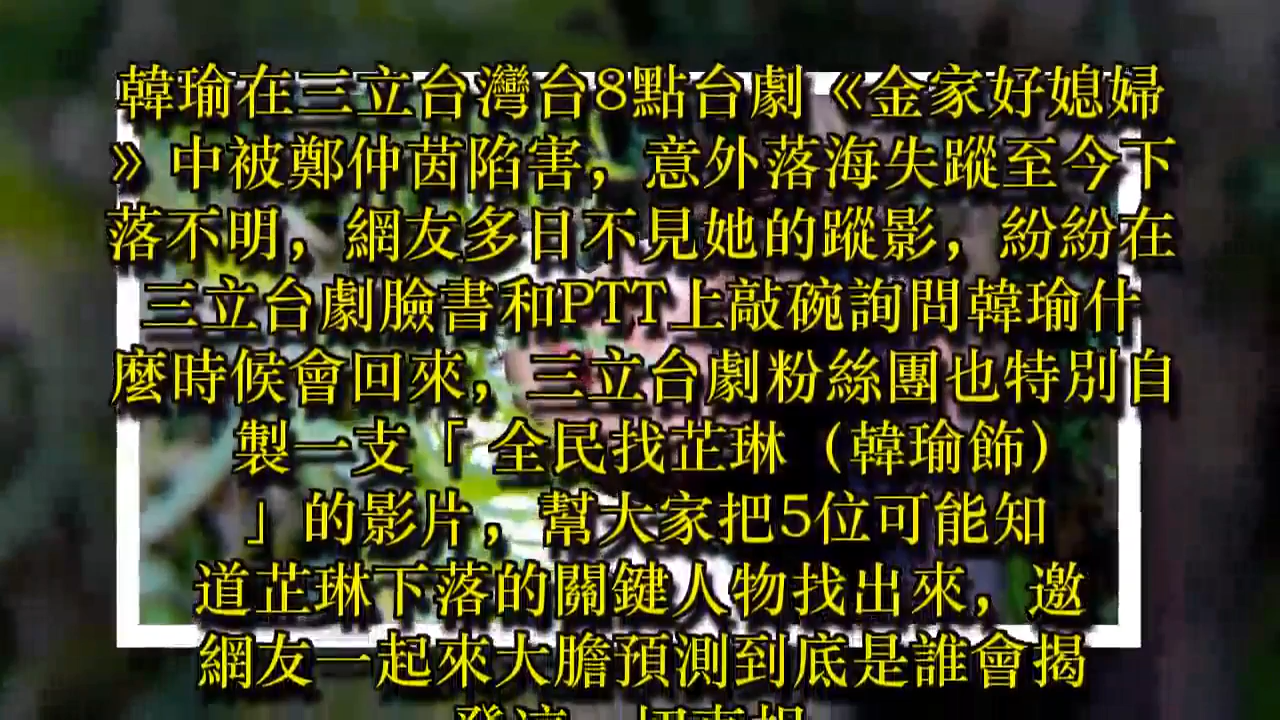 韓瑜在三立台灣台8點台劇《金家好媳婦
》中被鄭仲茵陷害，意外落海失蹤至今下
落不明，網友多日不見她的蹤影，紛紛在
三立台劇臉書和PTT上敲碗詢問韓瑜什
麼時候會回來，三立台劇粉絲團也特別自
製一支「 全民找芷琳（韓瑜飾）
」的影片，幫大家把5位可能知
道芷琳下落的關鍵人物找出來，邀
網友一起來大膽預測到底是誰會揭